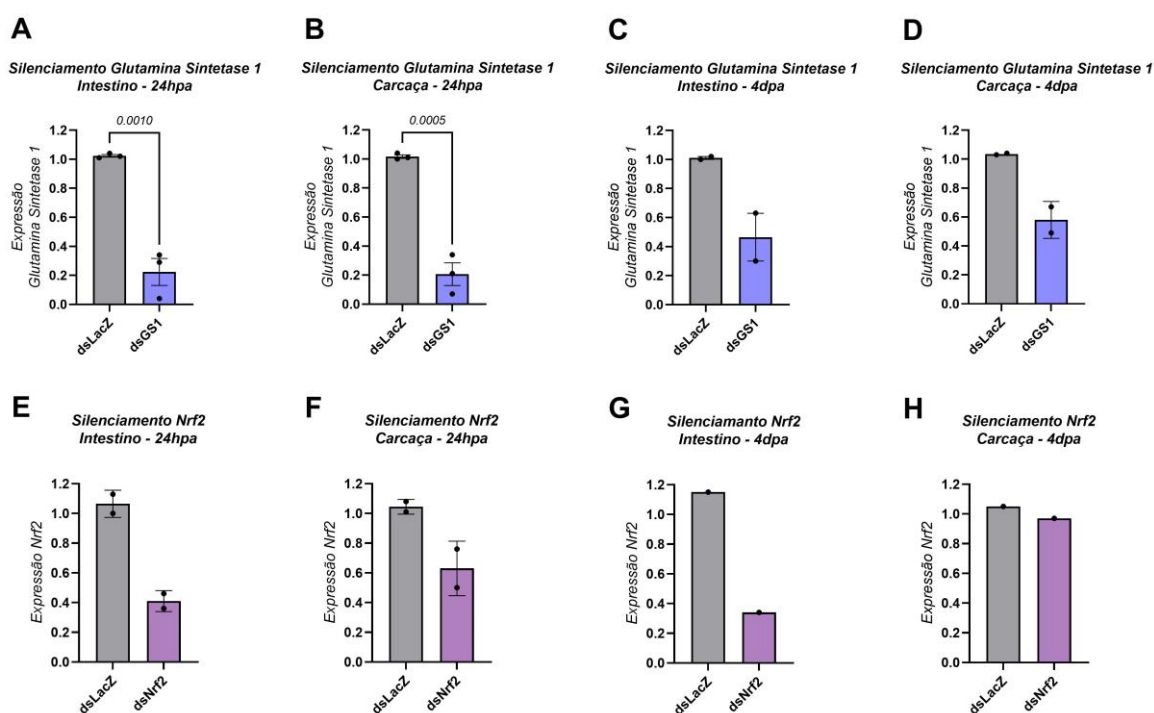 A
Silenciamento Glutamina Sintetase 1
Intestino - 24hpa
0.0010
Expressão
Glutamina Sintetase 1
1.2
1.0
0.8
0.6
0.4
0.2
0.0
dsLacZ
dsGS1
B
Silenciamento Glutamina Sintetase 1
Carcaça - 24hpa
0.0005
Expressão
Glutamina Sintetase 1
1.2
1.0
0.8
0.6
0.4
0.2
0.0
dsLacZ
dsGS1
C
Silenciamento Glutamina Sintetase 1
Intestino - 4dpa
Expressão
Glutamina Sintetase 1
1.2
1.0
0.8
0.6
0.4
0.2
0.0
dsLacZ
dsGS1
D
Silenciamento Glutamina Sintetase 1
Carcaça - 4dpa
Expressão
Glutamina Sintetase 1
1.2
1.0
0.8
0.6
0.4
0.2
0.0
dsLacZ
dsGS1
E
Silenciamento Nrf2
Intestino - 24hpa
Expressão Nrf2
1.2
1.0
0.8
0.6
0.4
0.2
0.0
dsLacZ
dsNrf2
F
Silenciamento Nrf2
Carcaça - 24hpa
Expressão Nrf2
1.2
1.0
0.8
0.6
0.4
0.2
0.0
dsLacZ
dsNrf2
G
Silenciamanto Nrf2
Intestino - 4dpa
Expressão Nrf2
1.2
1.0
0.8
0.6
0.4
0.2
0.0
dsLacZ
dsNrf2
H
Silenciamento Nrf2
Carcaça - 4dpa
Expressão Nrf2
1.2
1.0
0.8
0.6
0.4
0.2
0.0
dsLacZ
dsNrf2